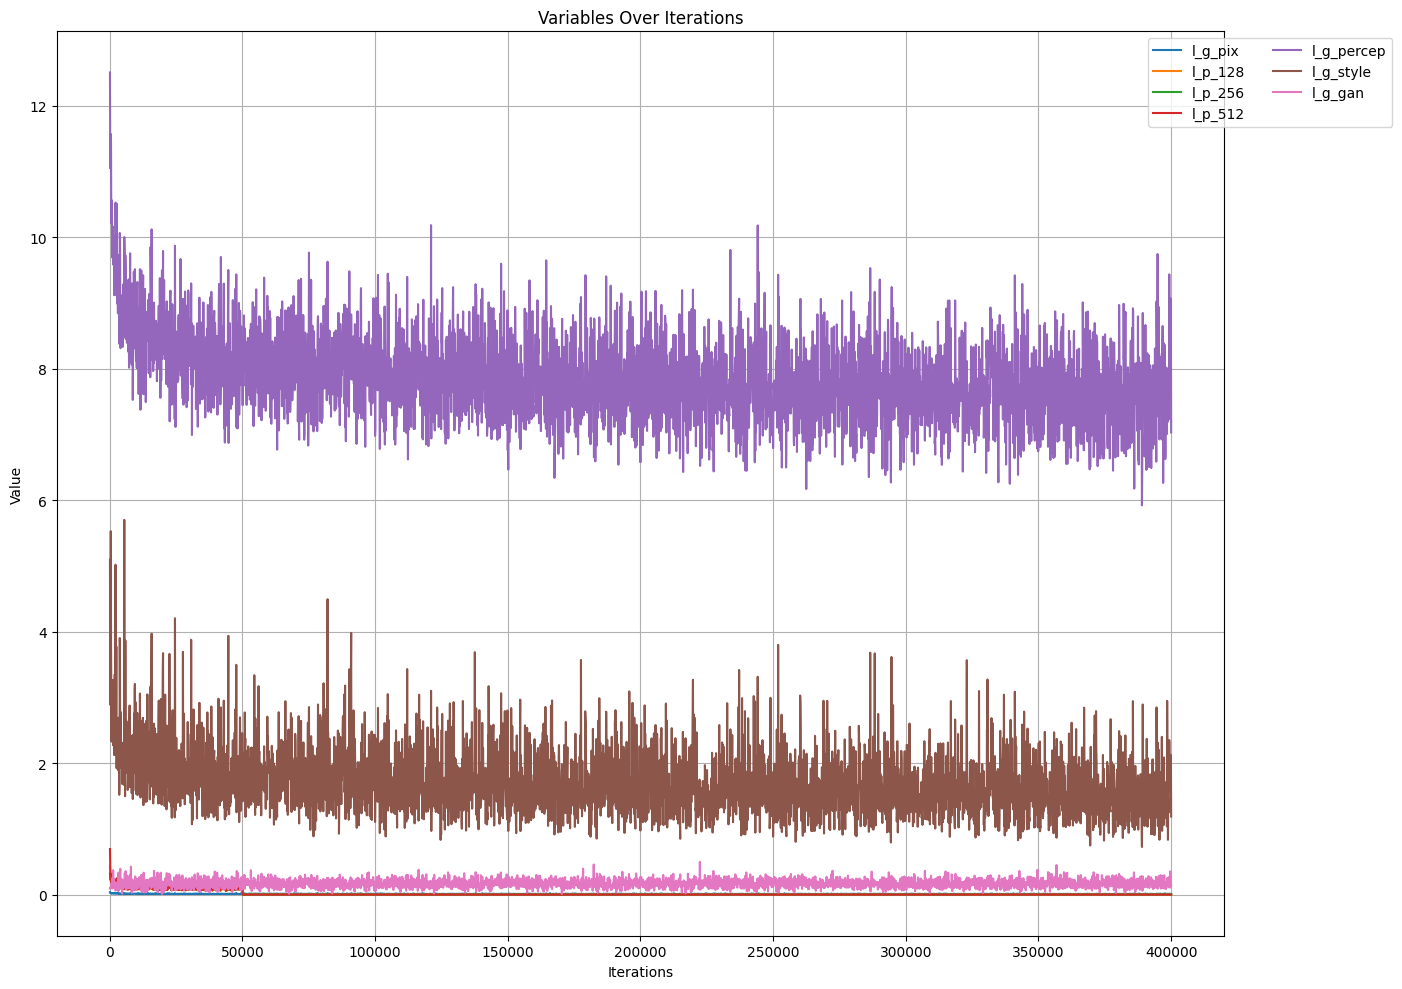 Variables Over Iterations
l_g_pix
l_p_128
l_p_256
l_p_512
l_g_percep
l_g_style
l_g_gan
Value
12
10
8
6
4
2
0
0 50000 100000 150000 200000 250000 300000 350000 400000
Iterations